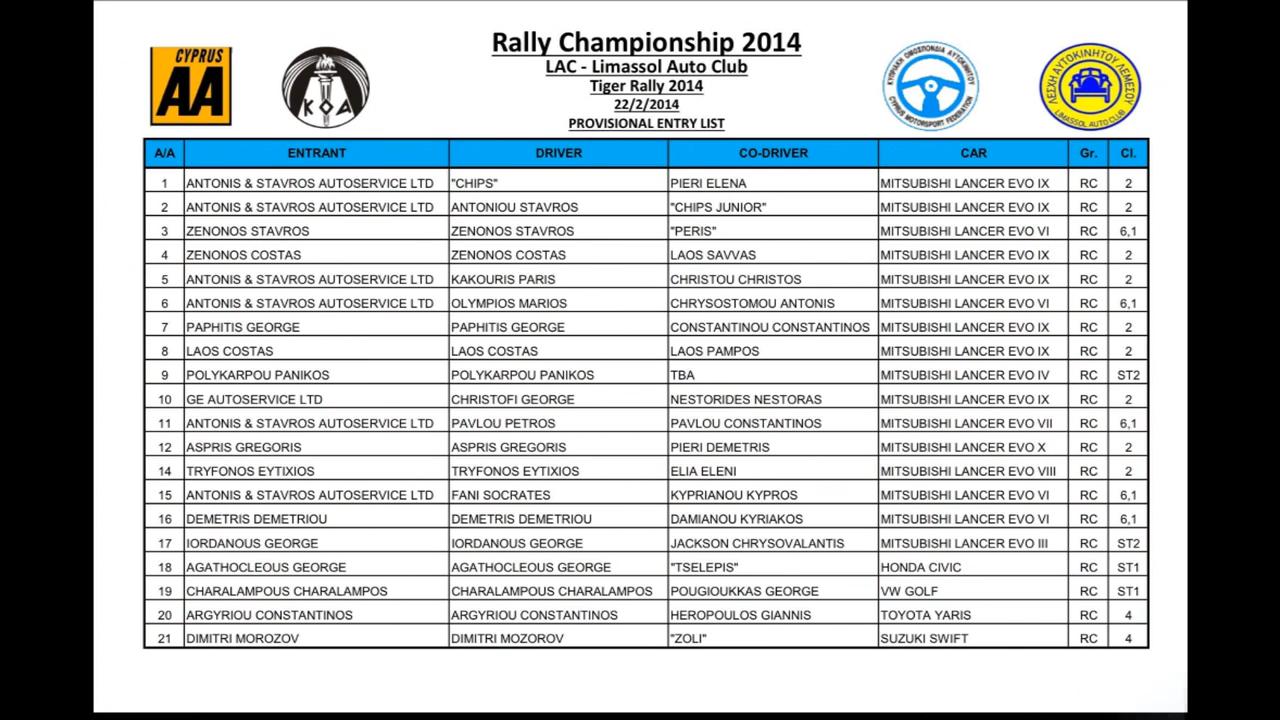 CYPRUS
AA
Κ Ο Α
Rally Championship 2014
LAC - Limassol Auto Club
Tiger Rally 2014
22/2/2014
PROVISIONAL ENTRY LIST
ΚΥΠΡΙΑΚΗ ΟΜΟΣΠΟΝΔΙΑ ΑΥΤΟΚΙΝΗΤΟΥ
CYPRUS MOTORSPORT FEDERATION
ΛΕΣΧΗ ΑΥΤΟΚΙΝΗΤΟΥ ΛΕΜΕΣΟΥ
LIMASSOL AUTO CLUB
A/A ENTRANT DRIVER CO-DRIVER CAR Gr. Cl.
1 ANTONIS & STAVROS AUTOSERVICE LTD "CHIPS" PIERI ELENA MITSUBISHI LANCER EVO IX RC 2
2 ANTONIS & STAVROS AUTOSERVICE LTD ANTONIOU STAVROS "CHIPS JUNIOR" MITSUBISHI LANCER EVO IX RC 2
3 ZENONOS STAVROS ZENONOS STAVROS "PERIS" MITSUBISHI LANCER EVO VI RC 6,1
4 ZENONOS COSTAS ZENONOS COSTAS LAOS SAVVAS MITSUBISHI LANCER EVO IX RC 2
5 ANTONIS & STAVROS AUTOSERVICE LTD KAKOURIS PARIS CHRISTOU CHRISTOS MITSUBISHI LANCER EVO IX RC 2
6 ANTONIS & STAVROS AUTOSERVICE LTD OLYMPIOS MARIOS CHRYSOSTOMOU ANTONIS MITSUBISHI LANCER EVO VI RC 6,1
7 PAPHITIS GEORGE PAPHITIS GEORGE CONSTANTINOU CONSTANTINOS MITSUBISHI LANCER EVO IX RC 2
8 LAOS COSTAS LAOS COSTAS LAOS PAMPOS MITSUBISHI LANCER EVO IX RC 2
9 POLYKARPOU PANIKOS POLYKARPOU PANIKOS TBA MITSUBISHI LANCER EVO IV RC ST2
10 GE AUTOSERVICE LTD CHRISTOFI GEORGE NESTORIDES NESTORAS MITSUBISHI LANCER EVO IX RC 2
11 ANTONIS & STAVROS AUTOSERVICE LTD PAVLOU PETROS PAVLOU CONSTANTINOS MITSUBISHI LANCER EVO VII RC 6,1
12 ASPRIS GREGORIS ASPRIS GREGORIS PIERI DEMETRIS MITSUBISHI LANCER EVO X RC 2
14 TRYFONOS EYTIXIOS TRYFONOS EYTIXIOS ELIA ELENI MITSUBISHI LANCER EVO VIII RC 2
15 ANTONIS & STAVROS AUTOSERVICE LTD FANI SOCRATES KYPRIANOU KYPROS MITSUBISHI LANCER EVO VI RC 6,1
16 DEMETRIS DEMETRIOU DEMETRIS DEMETRIOU DAMIANOU KYRIAKOS MITSUBISHI LANCER EVO VI RC 6,1
17 IORDANOUS GEORGE IORDANOUS GEORGE JACKSON CHRYSOVALANTIS MITSUBISHI LANCER EVO III RC ST2
18 AGATHOCLEOUS GEORGE AGATHOCLEOUS GEORGE "TSELEPIS" HONDA CIVIC RC ST1
19 CHARALAMPOUS CHARALAMPOS CHARALAMPOUS CHARALAMPOS POUGIOUKKAS GEORGE VW GOLF RC ST1
20 ARGYRIOU CONSTANTINOS ARGYRIOU CONSTANTINOS HEROPOULOS GIANNIS TOYOTA YARIS RC 4
21 DIMITRI MOROZOV DIMITRI MOZOROV "ZOLI" SUZUKI SWIFT RC 4